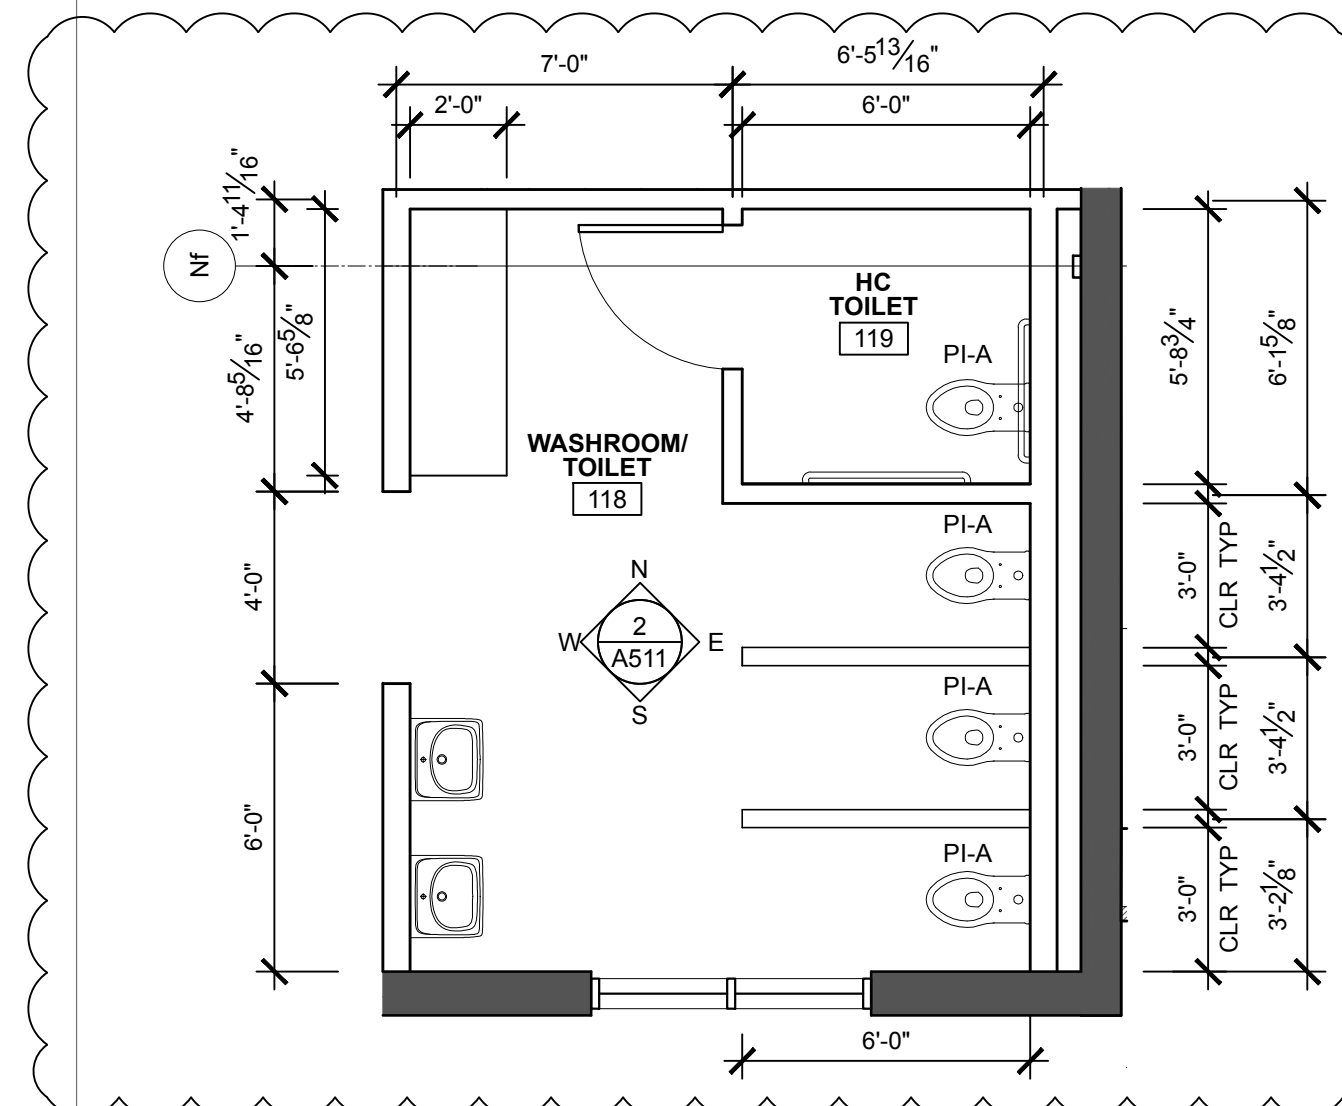 7'-0"
6'-5 13/16"
2'-0"
6'-0"
1'-4 11/16"
Nf
4'-8 5/16"
5'-6 5/8"
HC
TOILET
119
PI-A
5'-8 3/4"
6'-1 5/8"
WASHROOM/
TOILET
118
PI-A
4'-0"
N
W
2
A511
E
S
3'-0"
CLR TYP
3'-4 1/2"
PI-A
3'-0"
CLR TYP
3'-4 1/2"
6'-0"
PI-A
3'-0"
CLR TYP
3'-2 1/8"
6'-0"